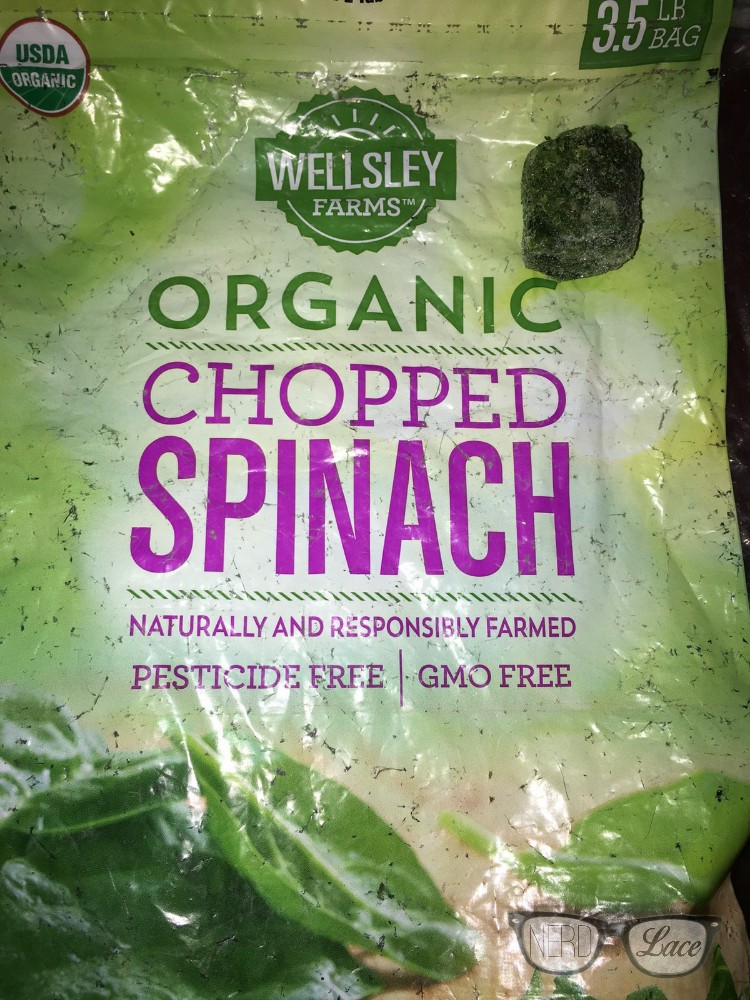 3.5 LB
BAG
USDA
ORGANIC
WELLSLEY
FARMS™
ORGANIC
CHOPPED
SPINACH
NATURALLY AND RESPONSIBLY FARMED
PESTICIDE FREE | GMO FREE
NERD Lace